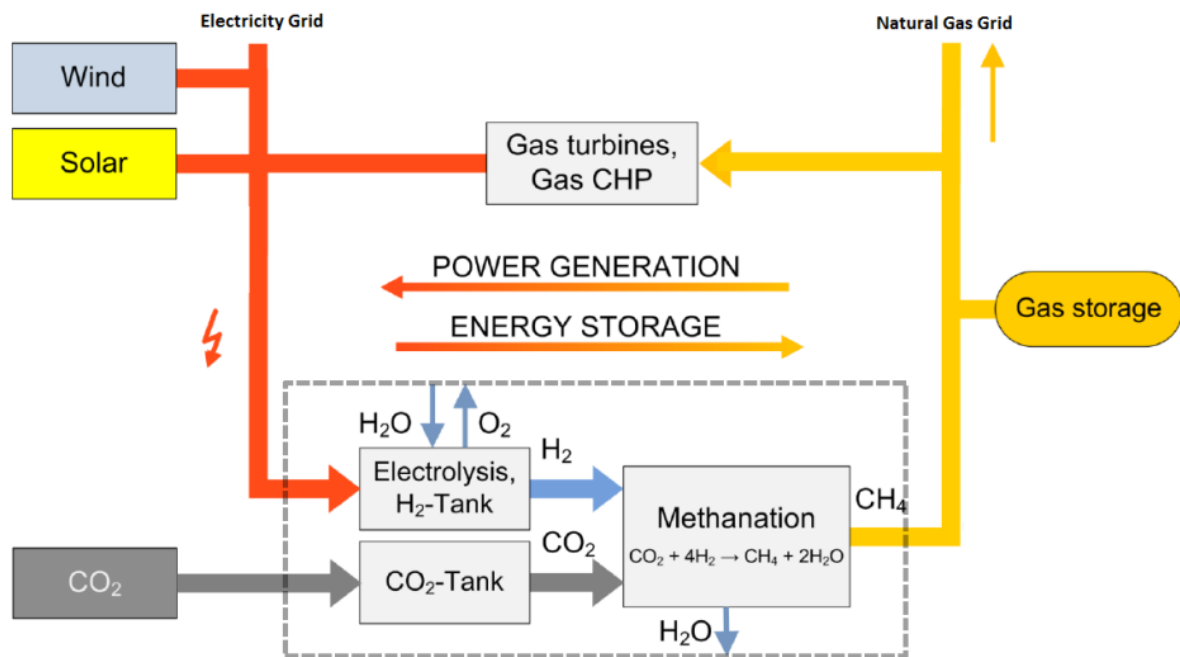 Electricity Grid
Natural Gas Grid
Wind
Solar
Gas turbines,
Gas CHP
POWER GENERATION
ENERGY STORAGE
Gas storage
H₂O
O₂
Electrolysis,
H₂-Tank
H₂
Methanation
CO₂ + 4H₂ → CH₄ + 2H₂O
CH₄
CO₂
CO₂-Tank
CO₂
H₂O